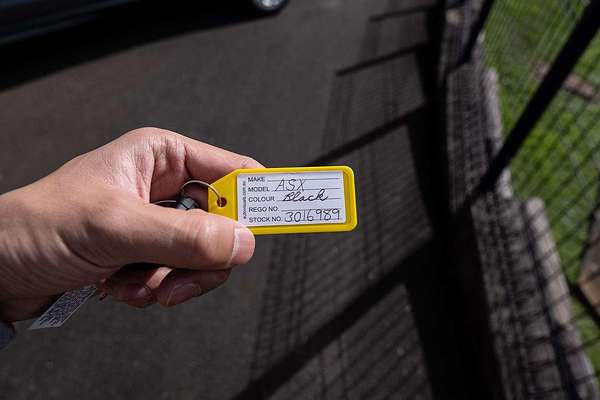 MAKE
MODEL ASX
COLOUR Black
REGO NO.
STOCK NO. 3016989